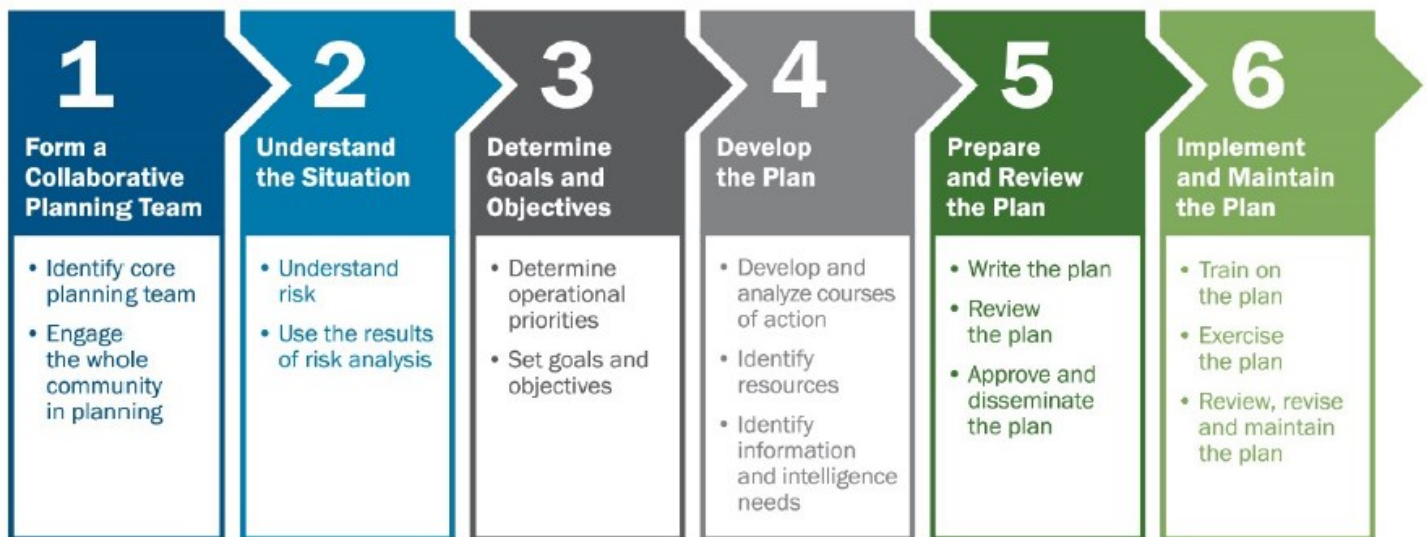 1
Form a
Collaborative
Planning Team
• Identify core
planning team
• Engage
the whole
community
in planning
2
Understand
the Situation
• Understand
risk
• Use the results
of risk analysis
3
Determine
Goals and
Objectives
• Determine
operational
priorities
• Set goals and
objectives
4
Develop
the Plan
• Develop and
analyze courses
of action
• Identify
resources
• Identify
information
and intelligence
needs
5
Prepare
and Review
the Plan
• Write the plan
• Review
the plan
• Approve and
disseminate
the plan
6
Implement
and Maintain
the Plan
• Train on
the plan
• Exercise
the plan
• Review, revise
and maintain
the plan